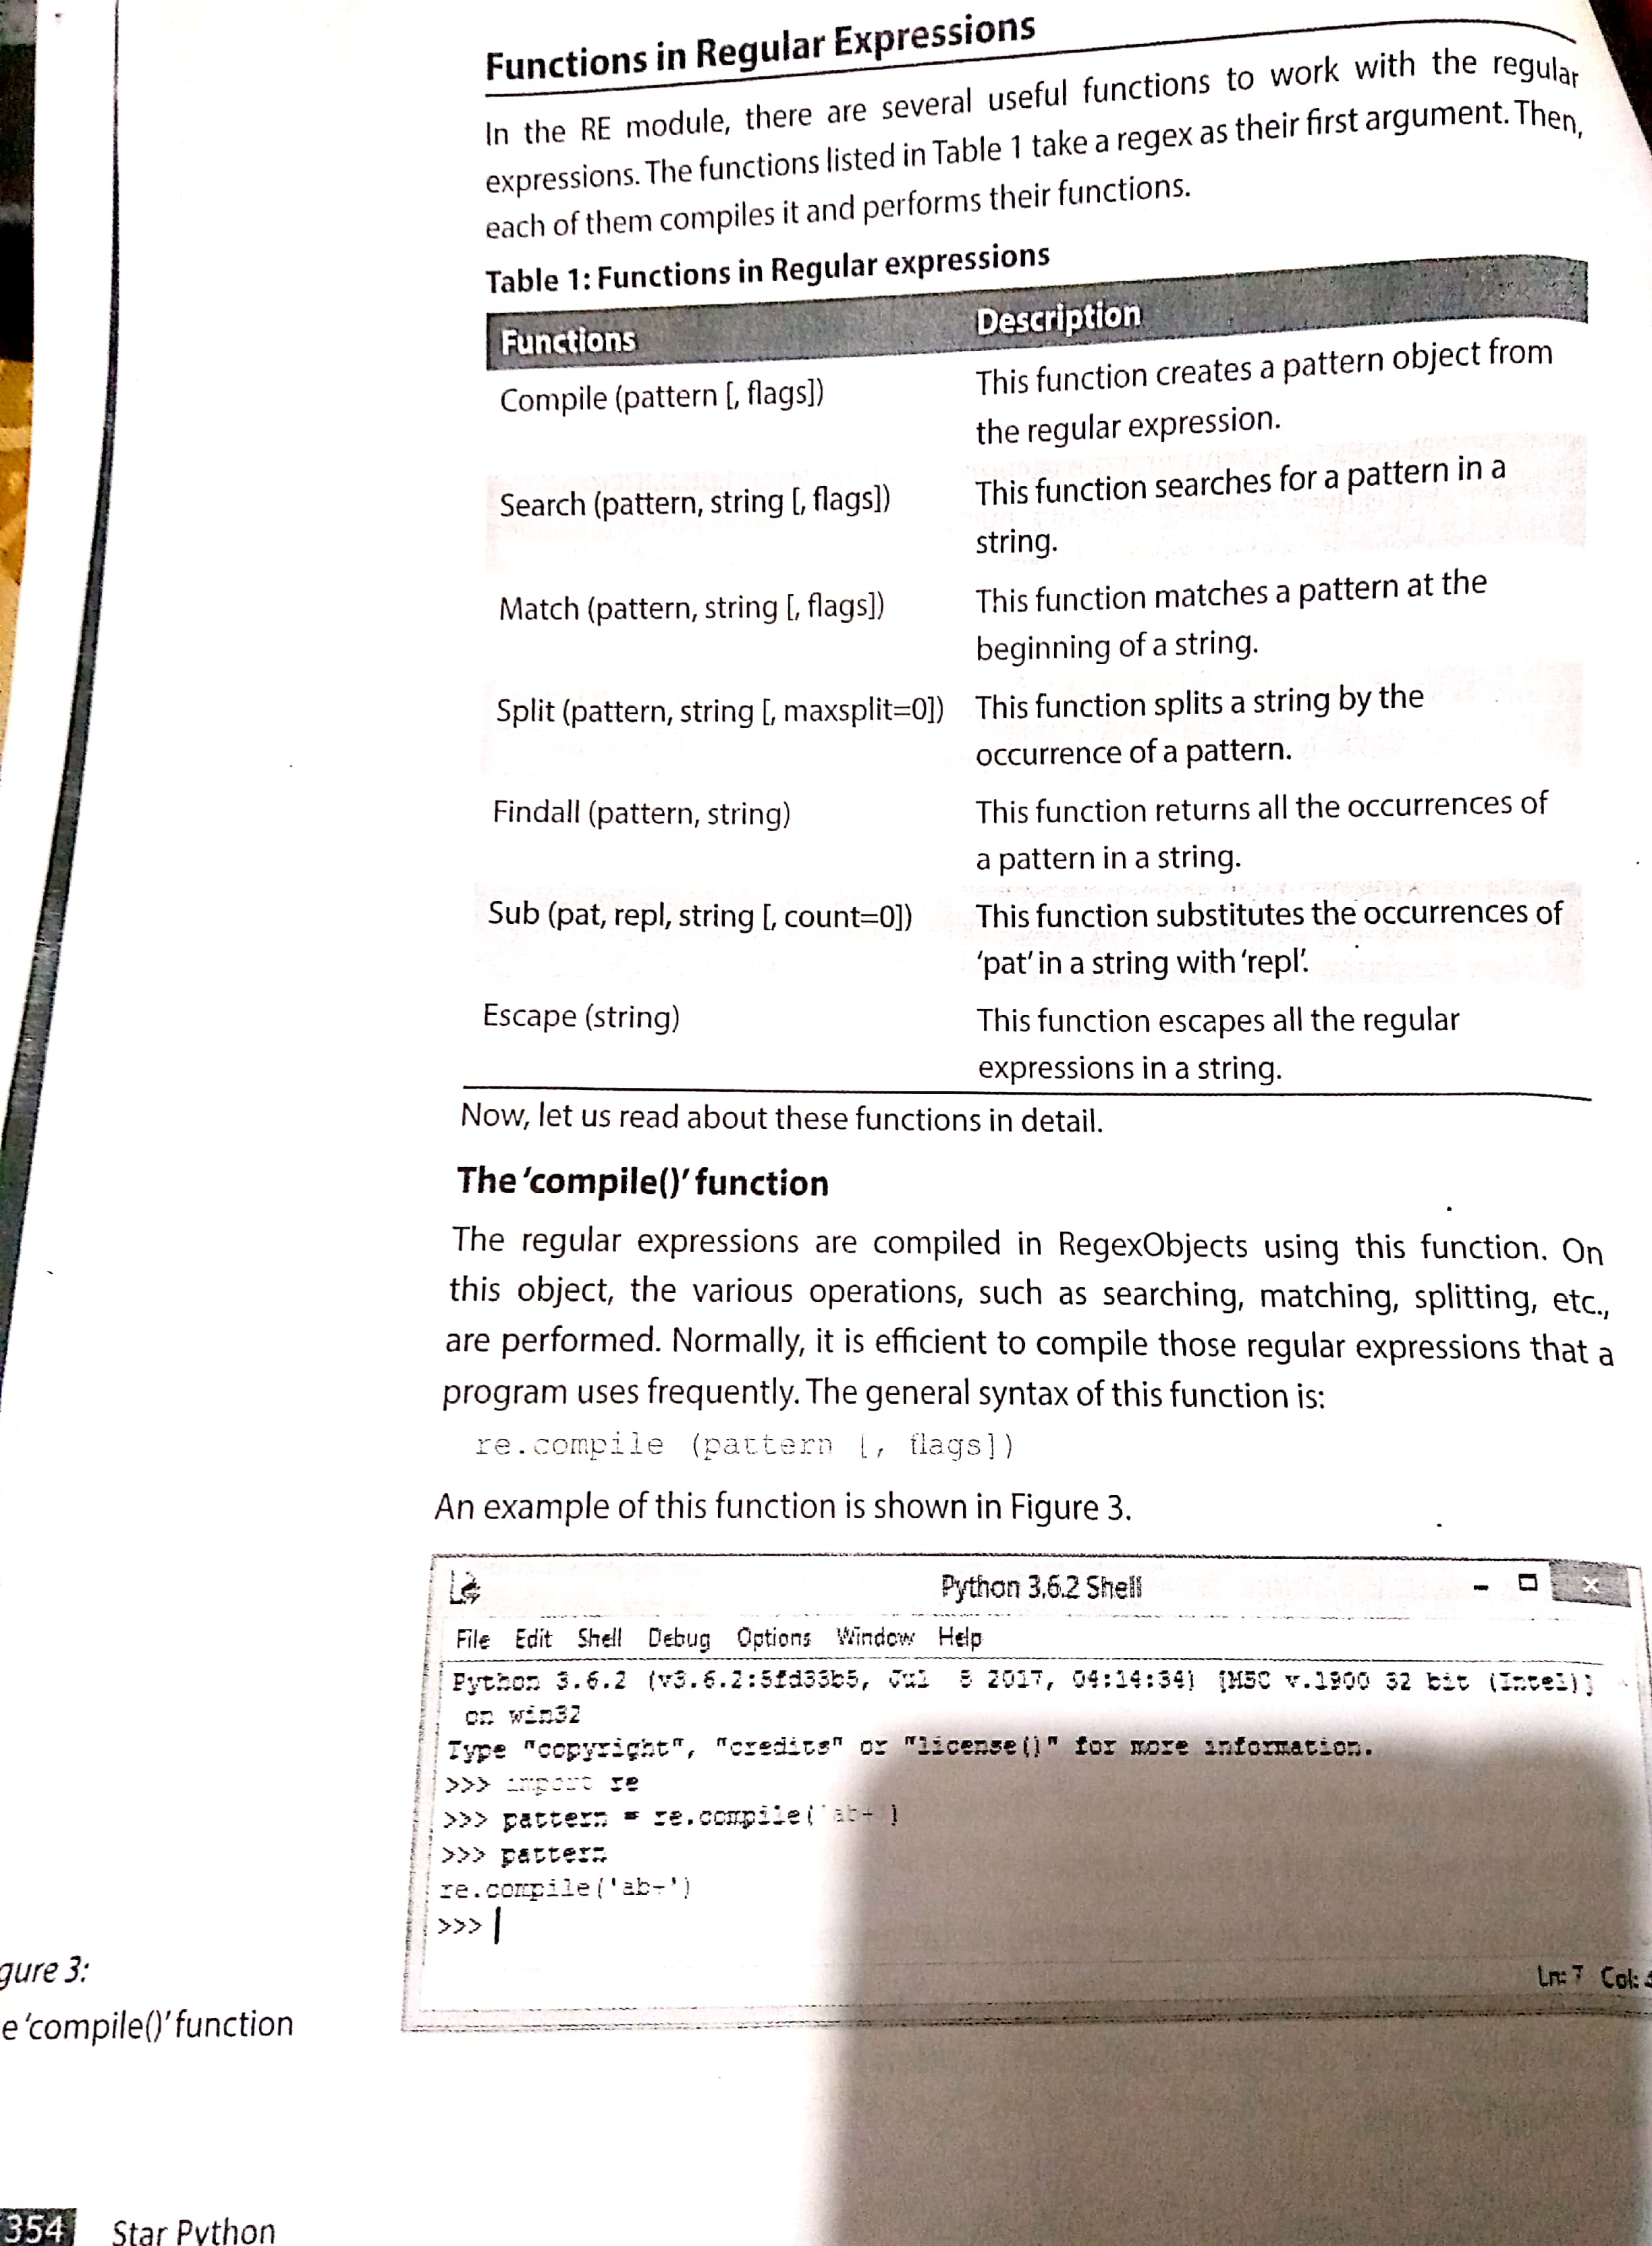 Functions in Regular Expressions
In the RE module, there are several useful functions to work with the regular
expressions. The functions listed in Table 1 take a regex as their first argument. Then,
each of them compiles it and performs their functions.
Table 1: Functions in Regular expressions
Functions Description
Compile (pattern [, flags]) This function creates a pattern object from
the regular expression.
Search (pattern, string [, flags]) This function searches for a pattern in a
string.
Match (pattern, string [, flags]) This function matches a pattern at the
beginning of a string.
Split (pattern, string [, maxsplit=0]) This function splits a string by the
occurrence of a pattern.
Findall (pattern, string) This function returns all the occurrences of
a pattern in a string.
Sub (pat, repl, string [, count=0]) This function substitutes the occurrences of
'pat' in a string with 'repl'.
Escape (string) This function escapes all the regular
expressions in a string.
Now, let us read about these functions in detail.
The 'compile()' function
The regular expressions are compiled in RegexObjects using this function. On
this object, the various operations, such as searching, matching, splitting, etc.,
are performed. Normally, it is efficient to compile those regular expressions that a
program uses frequently. The general syntax of this function is:
re.compile (pattern [, flags])
An example of this function is shown in Figure 3.
Python 3.6.2 Shell
File Edit Shell Debug Options Window Help
Python 3.6.2 (v3.6.2:5fd33b5, Jul 8 2017, 04:14:34) [MSC v.1900 32 bit (Intel)]
on win32
Type "copyright", "credits" or "license()" for more information.
>>> import re
>>> pattern = re.compile('ab+')
>>> pattern
re.compile('ab+')
>>>
Ln: 7 Col:
gure 3:
e 'compile()' function
354 Star Python